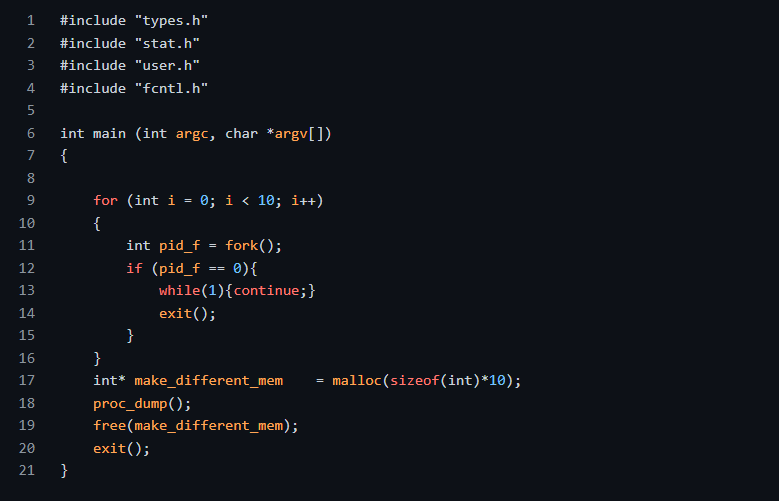 1 #include "types.h"
2 #include "stat.h"
3 #include "user.h"
4 #include "fcntl.h"
5
6 int main (int argc, char *argv[])
7 {
8
9     for (int i = 0; i < 10; i++)
10     {
11         int pid_f = fork();
12         if (pid_f == 0){
13             while(1){continue;}
14             exit();
15         }
16     }
17     int* make_different_mem    = malloc(sizeof(int)*10);
18     proc_dump();
19     free(make_different_mem);
20     exit();
21 }